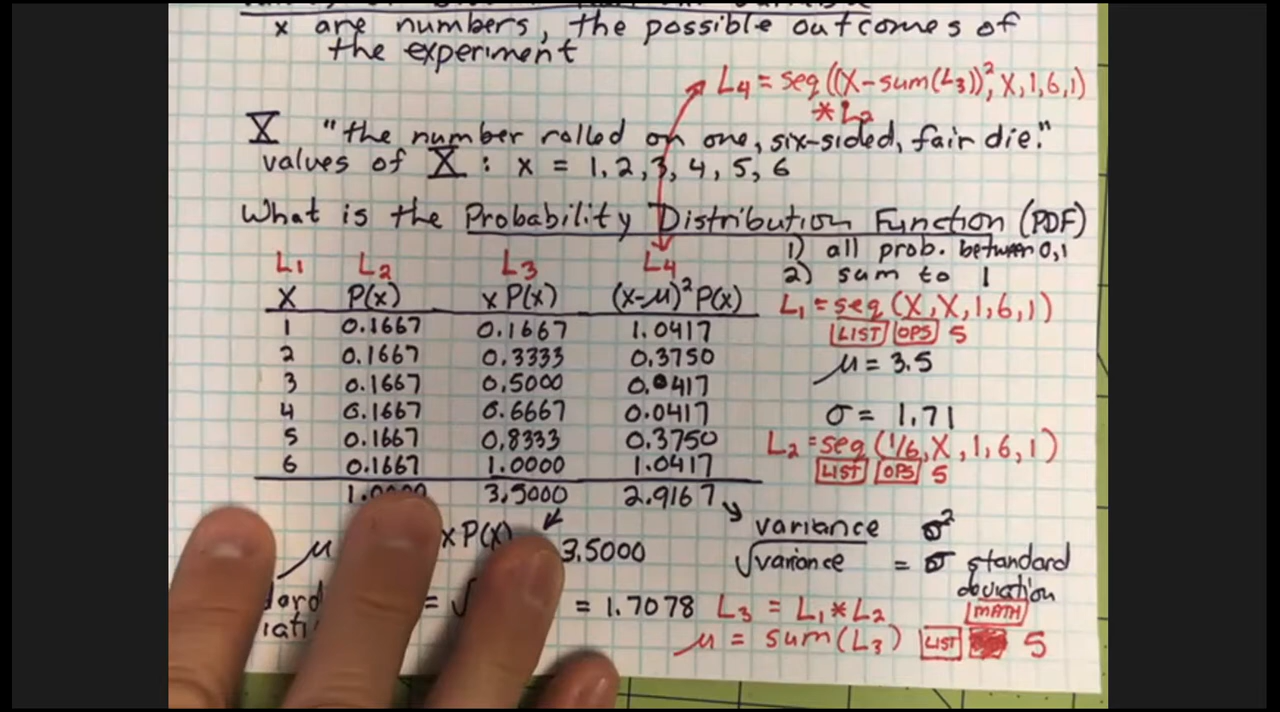 x are numbers, the possible outcomes of
the experiment
L4 = seq((X-sum(L3))², X,1,6,1)
*L2
X "the number rolled on one, six-sided, fair die."
values of X : x = 1, 2, 3, 4, 5, 6
What is the Probability Distribution Function (PDF)
1) all prob. between 0,1
2) sum to 1
L1 L2 L3 L4
X P(x) x P(x) (x-μ)² P(x)
1 0.1667 0.1667 1.0417
2 0.1667 0.3333 0.3750
3 0.1667 0.5000 0.0417
4 0.1667 0.6667 0.0417
5 0.1667 0.8333 0.3750
6 0.1667 1.0000 1.0417
1.0000 3.5000 2.9167
L1 = seq (X, X, 1, 6, 1)
LIST OPS 5
μ = 3.5
σ = 1.71
L2 = seq (1/6, X, 1, 6, 1)
LIST OPS 5
variance σ²
√variance = σ standard
deviation
μ x P(x) 3.5000
= √ = 1.7078
L3 = L1 * L2 MATH
μ = sum(L3) LIST 5